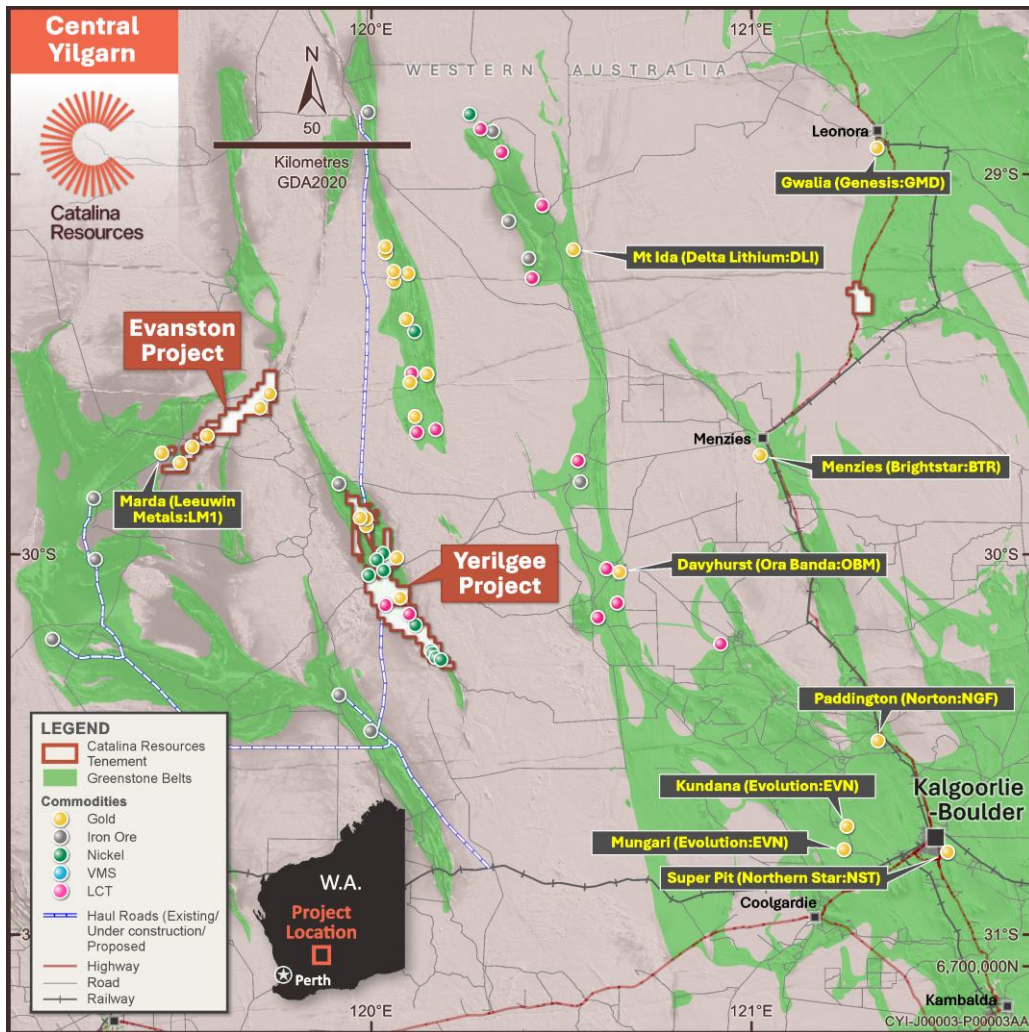 Central
Yilgarn
Catalina
Resources
120°E
121°E
WESTERN AUSTRALIA
N
50
Kilometres
GDA2020
Leonora
Gwalia (Genesis:GMD)
29°S
Mt Ida (Delta Lithium:DLI)
Evanston
Project
Menzies
Menzies (Brightstar:BTR)
Marda (Leeuwin
Metals:LM1)
30°S
30°S
Yerilgee
Project
Davyhurst (Ora Banda:OBM)
Paddington (Norton:NGF)
Kundana (Evolution:EVN)
Kalgoorlie
-Boulder
Mungari (Evolution:EVN)
Super Pit (Northern Star:NST)
Coolgardie
31°S
6,700,000N
Kambalda
LEGEND
Catalina Resources
Tenement
Greenstone Belts
Commodities
Gold
Iron Ore
Nickel
VMS
LCT
Haul Roads (Existing/
Under construction/
Proposed
Highway
Road
Railway
W.A.
Project
Location
Perth
120°E
121°E
CYI-J00003-P00003AA